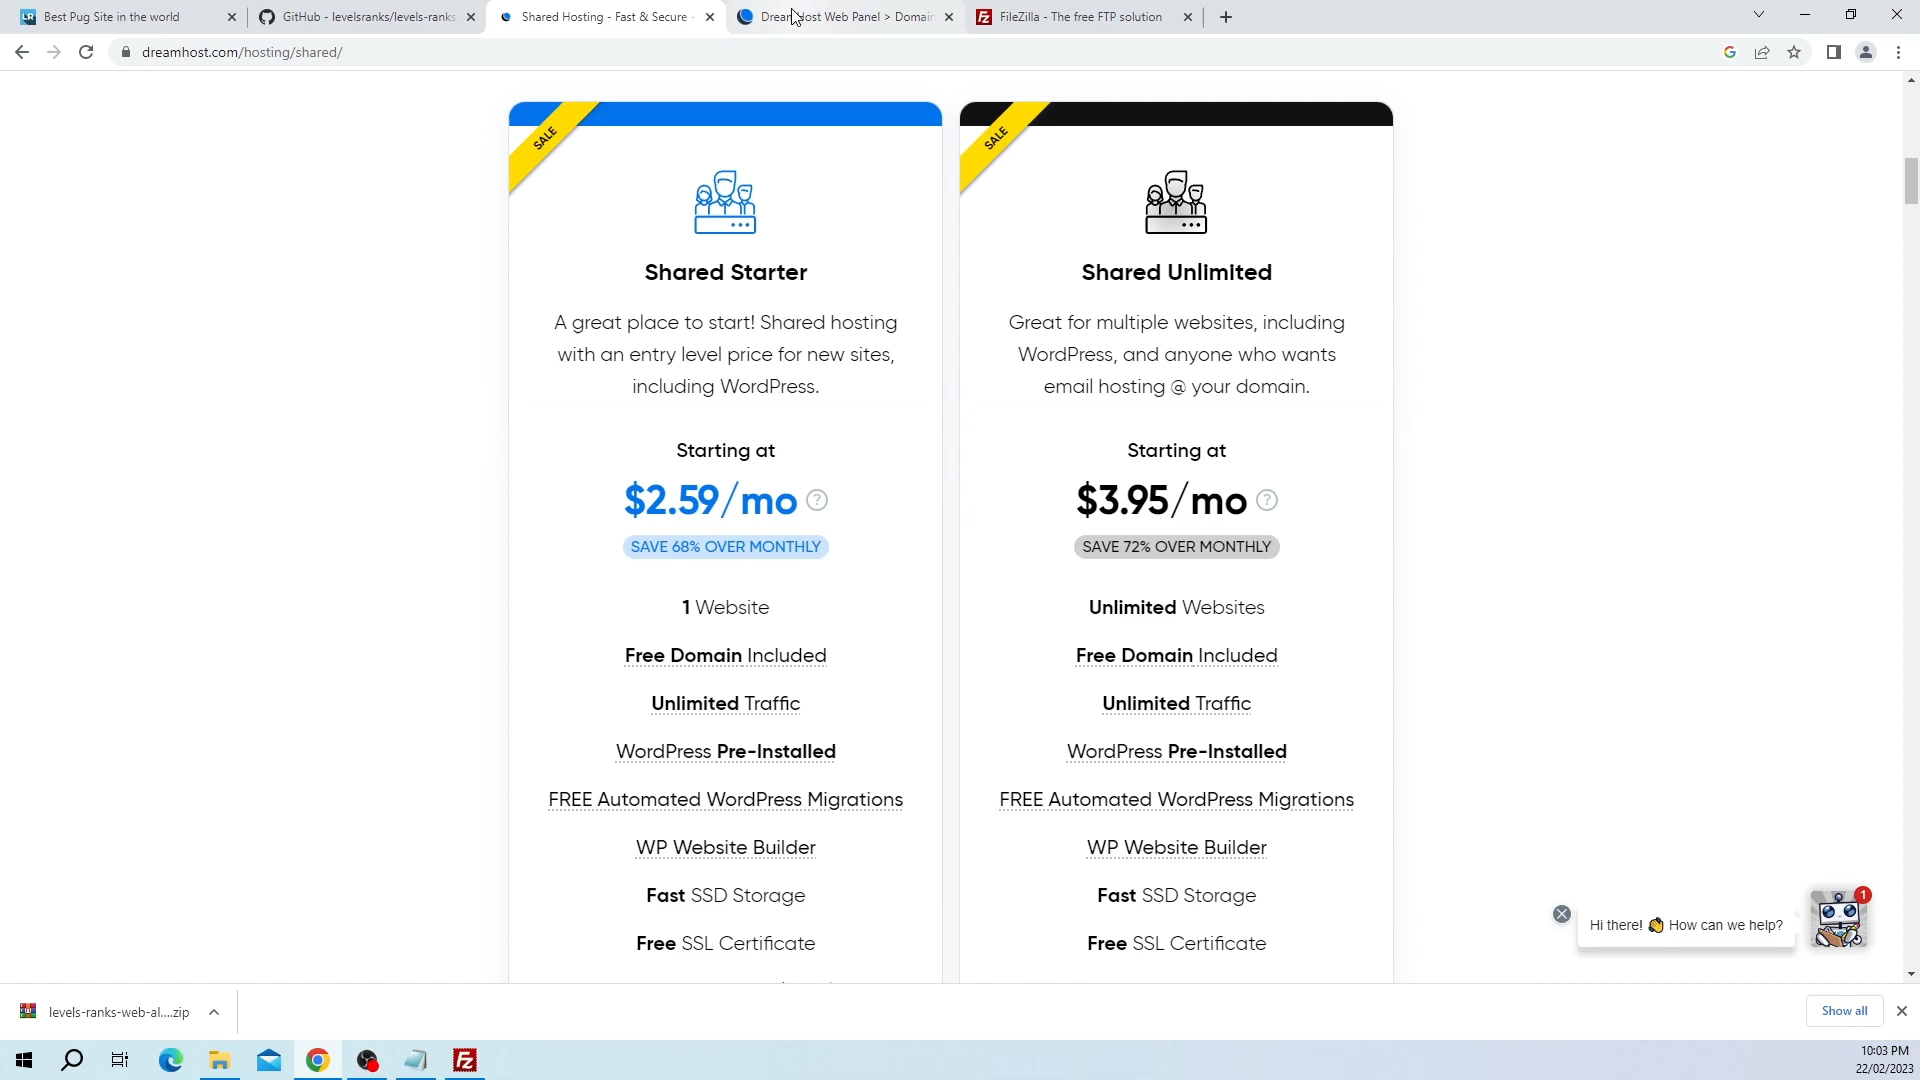 Best Pug Site in the world
GitHub - levelsranks/levels-ranks
Shared Hosting - Fast & Secure -
DreamHost Web Panel > Domain
FileZilla - The free FTP solution
dreamhost.com/hosting/shared/
SALE
Shared Starter
A great place to start! Shared hosting
with an entry level price for new sites,
including WordPress.
Starting at
$2.59/mo ?
SAVE 68% OVER MONTHLY
1 Website
Free Domain Included
Unlimited Traffic
WordPress Pre-Installed
FREE Automated WordPress Migrations
WP Website Builder
Fast SSD Storage
Free SSL Certificate
SALE
Shared Unlimited
Great for multiple websites, including
WordPress, and anyone who wants
email hosting @ your domain.
Starting at
$3.95/mo ?
SAVE 72% OVER MONTHLY
Unlimited Websites
Free Domain Included
Unlimited Traffic
WordPress Pre-Installed
FREE Automated WordPress Migrations
WP Website Builder
Fast SSD Storage
Free SSL Certificate
Hi there! 👋 How can we help?
1
levels-ranks-web-al....zip
Show all
10:03 PM
22/02/2023